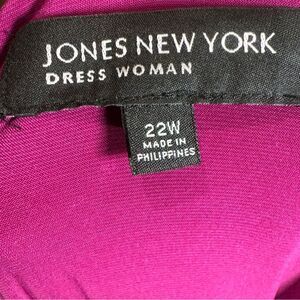 JONES NEW YORK
DRESS WOMAN
22W
MADE IN
PHILIPPINES